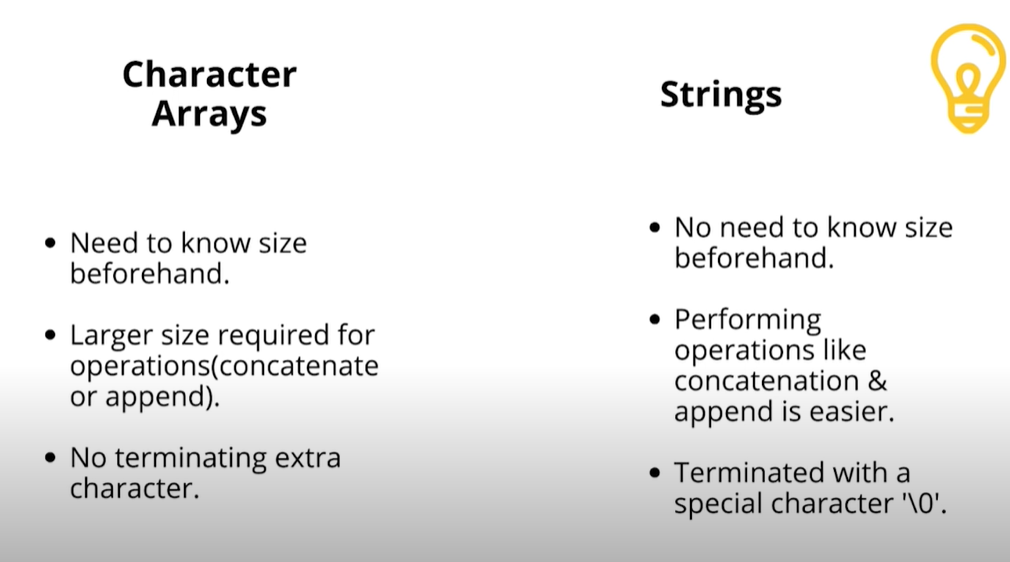 Character
Arrays
• Need to know size
beforehand.
• Larger size required for
operations(concatenate
or append).
• No terminating extra
character.
Strings
• No need to know size
beforehand.
• Performing
operations like
concatenation &
append is easier.
• Terminated with a
special character '\0'.